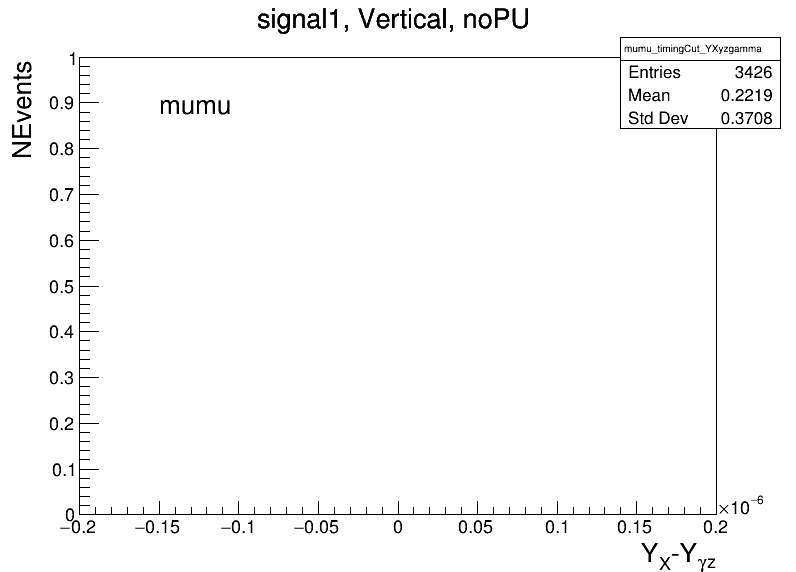 signal1, Vertical, noPU
mumu_timingCut_YXyzgamma
Entries 3426
Mean 0.2219
Std Dev 0.3708
NEvents
mumu
1
0.9
0.8
0.7
0.6
0.5
0.4
0.3
0.2
0.1
0
−0.2 −0.15 −0.1 −0.05 0 0.05 0.1 0.15 0.2
×10⁻⁶
Y_X-Y_γz